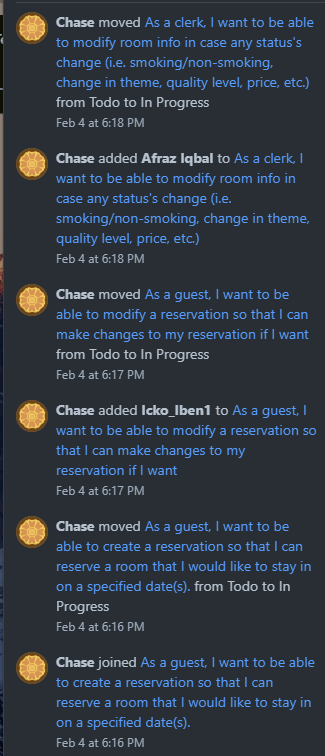 Chase moved As a clerk, I want to be able
to modify room info in case any status's
change (i.e. smoking/non-smoking,
change in theme, quality level, price, etc.)
from Todo to In Progress
Feb 4 at 6:18 PM
Chase added Afraz Iqbal to As a clerk, I
want to be able to modify room info in
case any status's change (i.e.
smoking/non-smoking, change in theme,
quality level, price, etc.)
Feb 4 at 6:18 PM
Chase moved As a guest, I want to be
able to modify a reservation so that I can
make changes to my reservation if I want
from Todo to In Progress
Feb 4 at 6:17 PM
Chase added Icko_Iben1 to As a guest, I
want to be able to modify a reservation so
that I can make changes to my
reservation if I want
Feb 4 at 6:17 PM
Chase moved As a guest, I want to be
able to create a reservation so that I can
reserve a room that I would like to stay in
on a specified date(s). from Todo to In
Progress
Feb 4 at 6:16 PM
Chase joined As a guest, I want to be able
to create a reservation so that I can
reserve a room that I would like to stay in
on a specified date(s).
Feb 4 at 6:16 PM